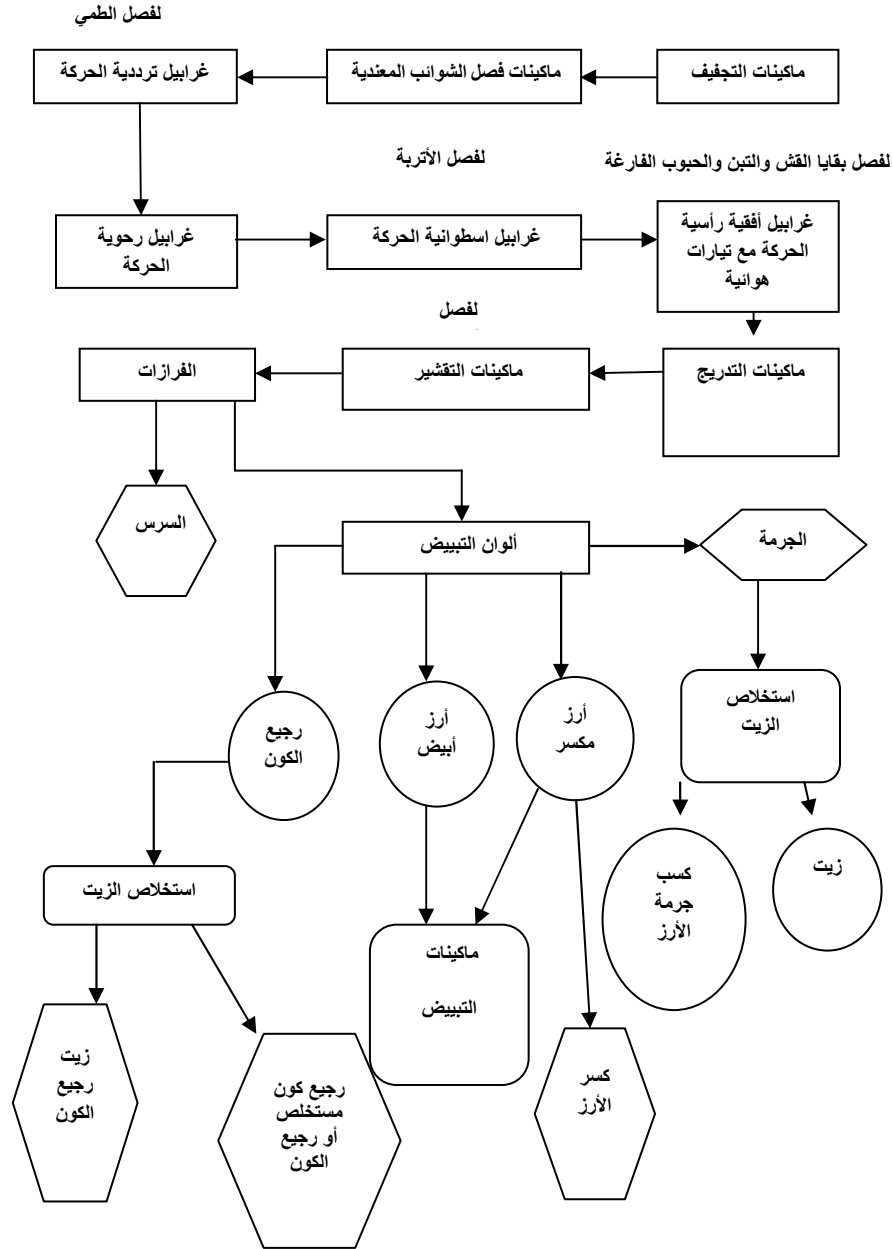 لفصل الطمي
ماكينات التجفيف
ماكينات فصل الشوائب المعندية
غرابيل ترددية الحركة
لفصل بقايا القش والتبن والحبوب الفارغة
لفصل الأتربة
غرابيل أفقية رأسية
الحركة مع تيارات
هوائية
غرابيل اسطوانية الحركة
غرابيل رحوية
الحركة
لفصل
ماكينات التدريج
ماكينات التقشير
الفرازات
السرس
ألوان التبييض
الجرمة
استخلاص
الزيت
أرز
مكسر
أرز
أبيض
رجيع
الكون
زيت
كسب
جرمة
الأرز
استخلاص الزيت
ماكينات
التبييض
كسر
الأرز
رجيع كون
مستخلص
أو رجيع
الكون
زيت
رجيع
الكون